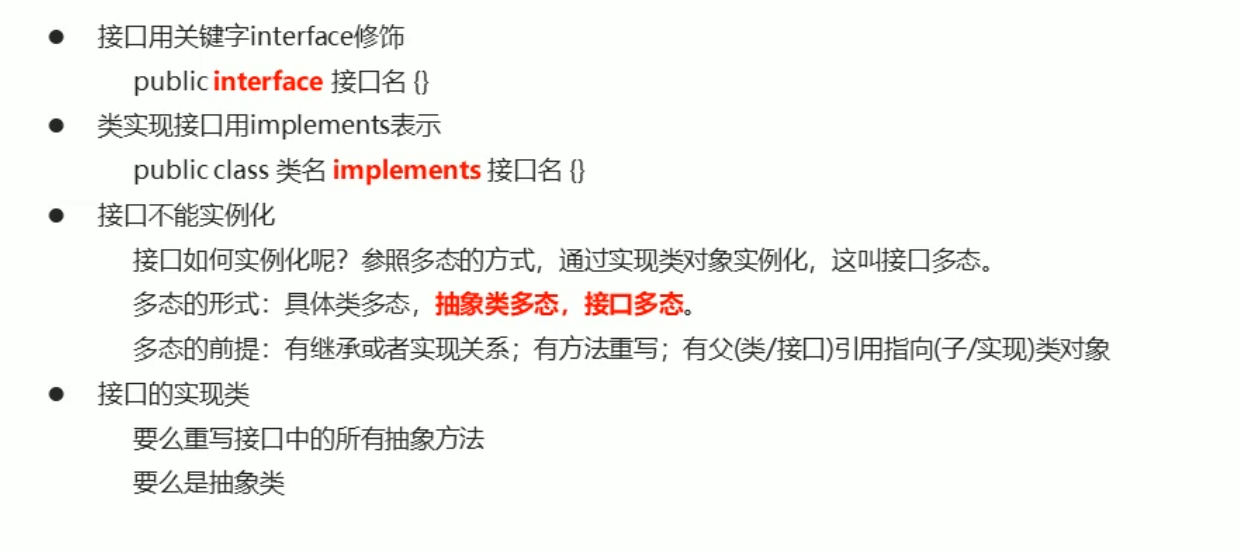 ● 接口用关键字interface修饰
public interface 接口名 {}
● 类实现接口用implements表示
public class 类名 implements 接口名 {}
● 接口不能实例化
接口如何实例化呢？参照多态的方式，通过实现类对象实例化，这叫接口多态。
多态的形式：具体类多态，抽象类多态，接口多态。
多态的前提：有继承或者实现关系；有方法重写；有父(类/接口)引用指向(子/实现)类对象
● 接口的实现类
要么重写接口中的所有抽象方法
要么是抽象类